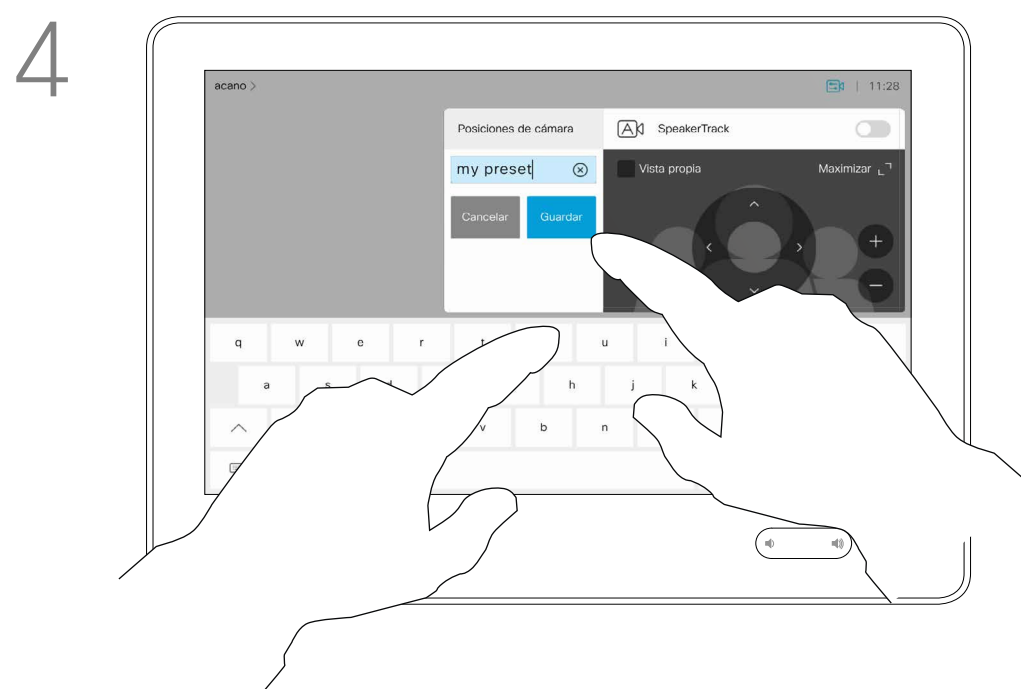 4
acano > 11:28
Posiciones de cámara
SpeakerTrack
my preset
Vista propia
Maximizar
Cancelar
Guardar
q w e r t u i
a s d h j k
v b n